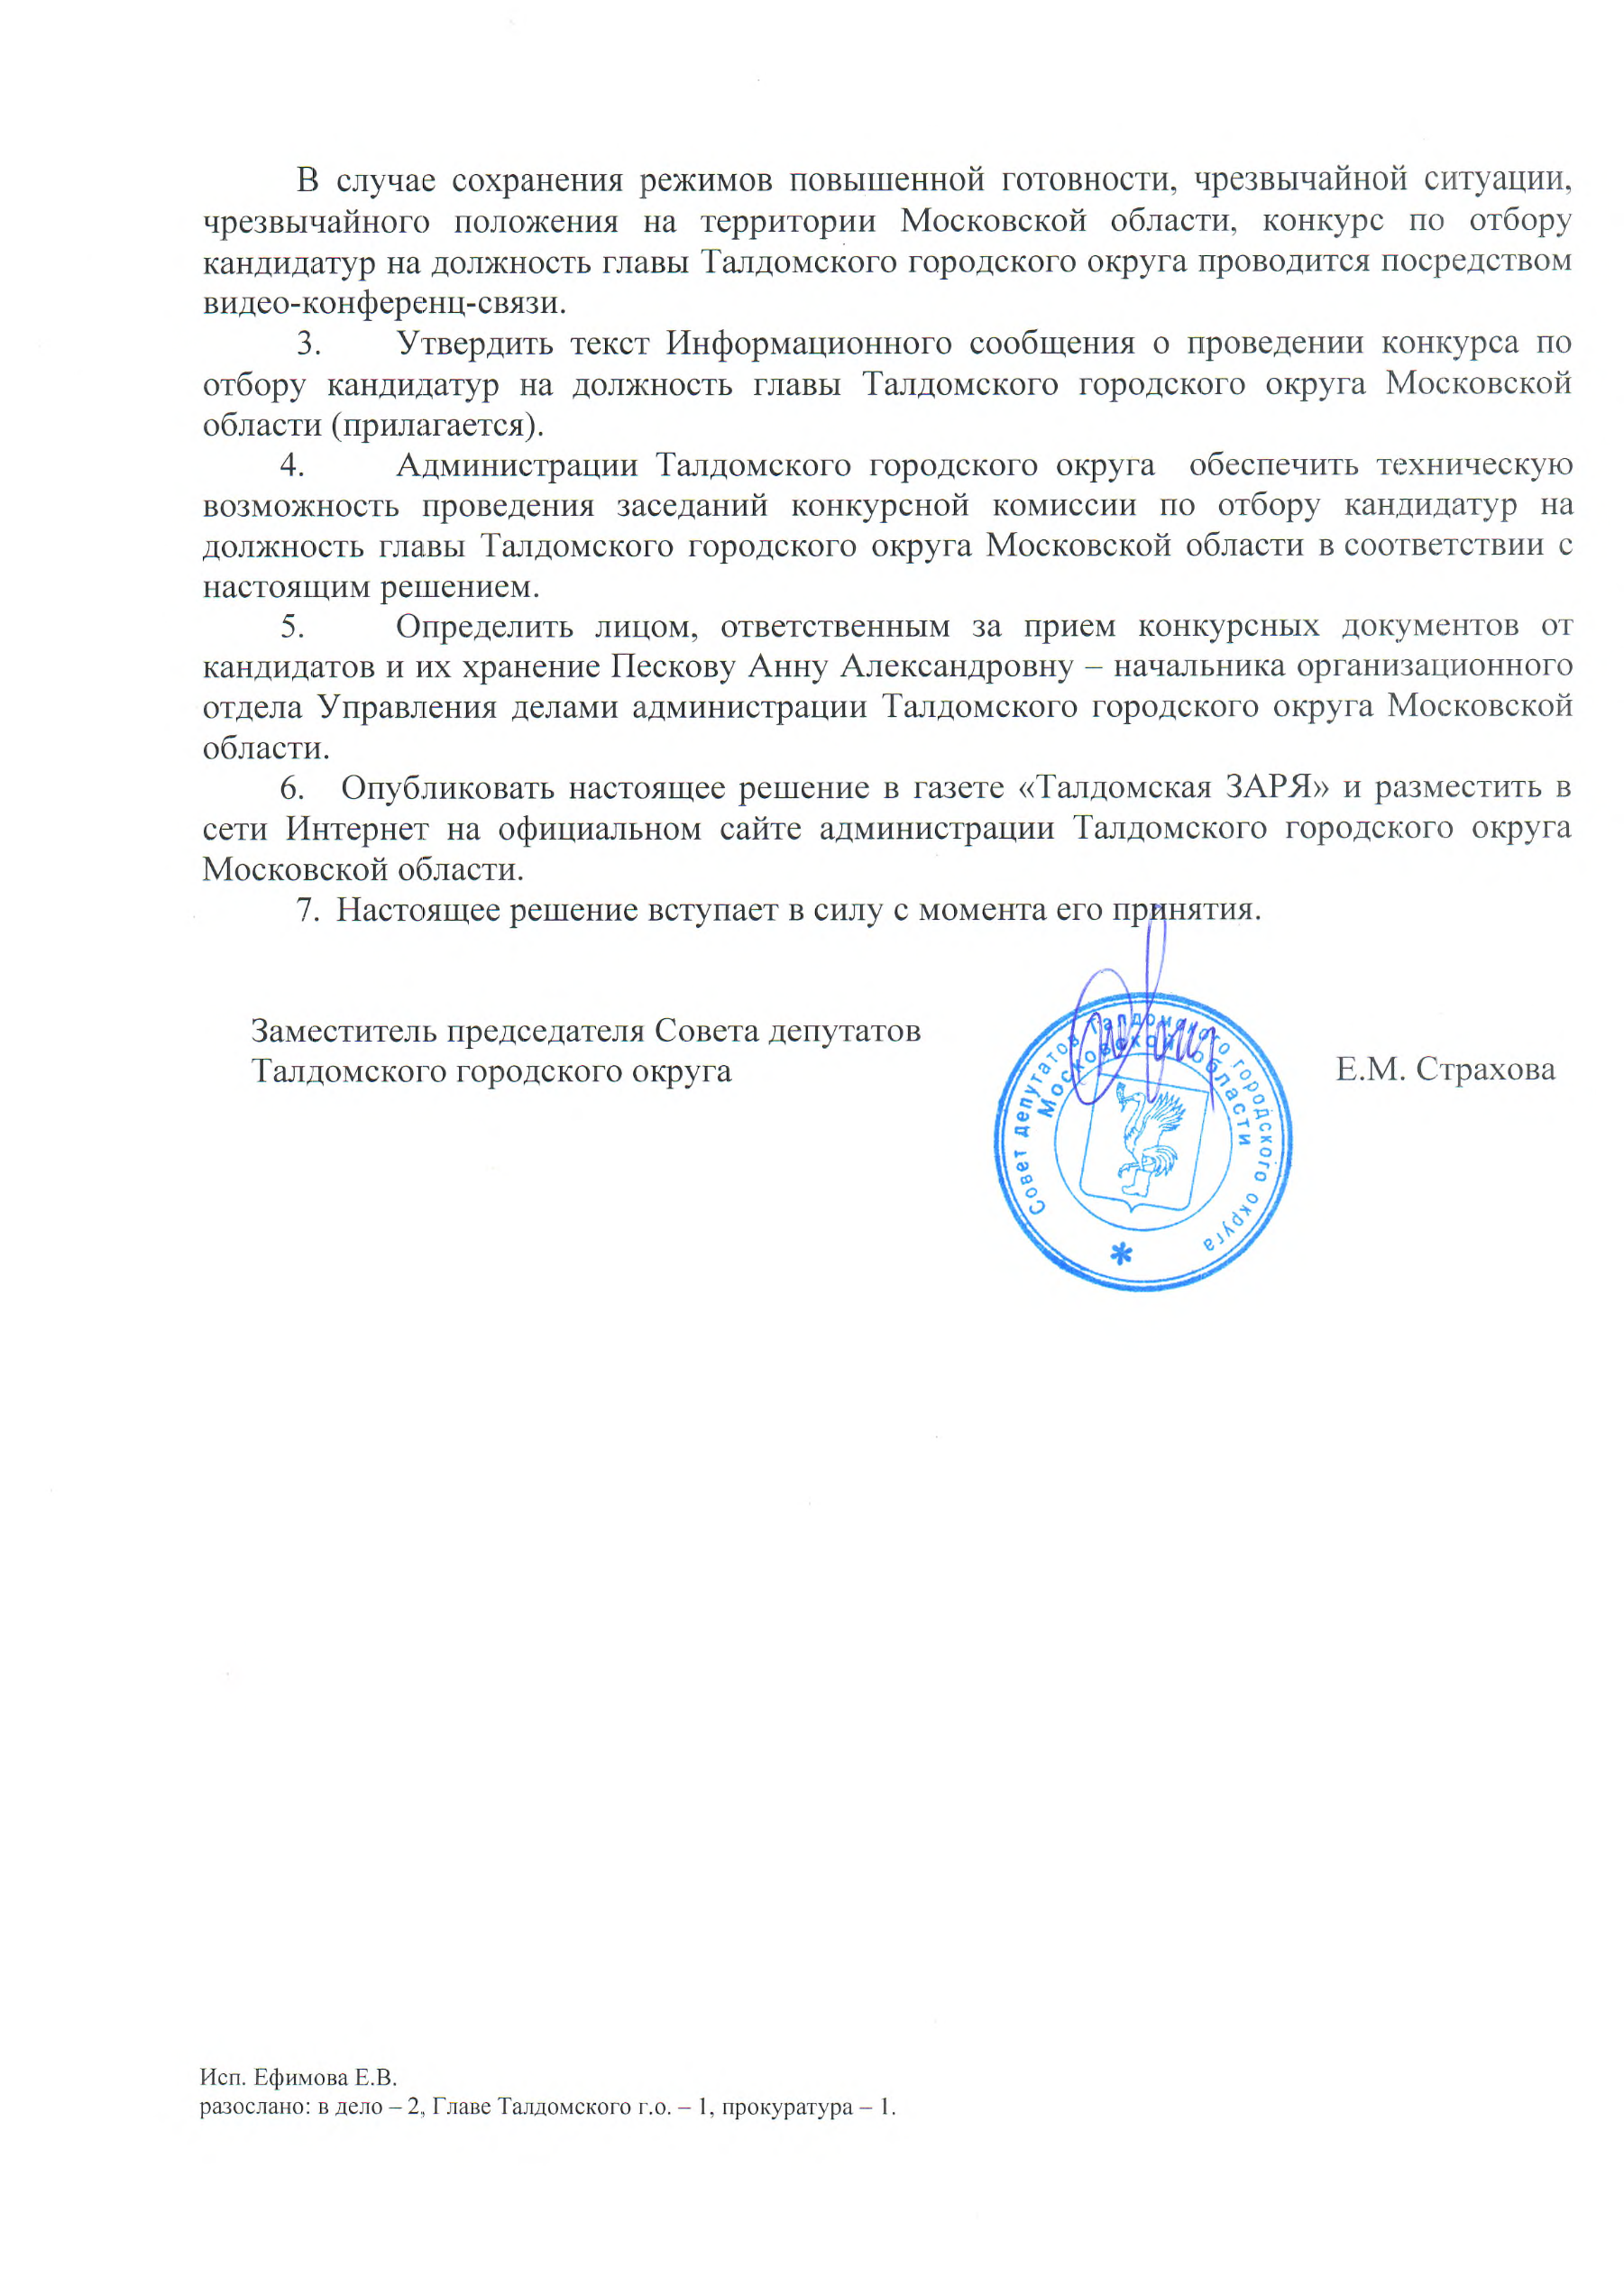 В случае сохранения режимов повышенной готовности, чрезвычайной ситуации,
чрезвычайного положения на территории Московской области, конкурс по отбору
кандидатур на должность главы Талдомского городского округа проводится посредством
видео-конференц-связи.
3. Утвердить текст Информационного сообщения о проведении конкурса по
отбору кандидатур на должность главы Талдомского городского округа Московской
области (прилагается).
4. Администрации Талдомского городского округа обеспечить техническую
возможность проведения заседаний конкурсной комиссии по отбору кандидатур на
должность главы Талдомского городского округа Московской области в соответствии с
настоящим решением.
5. Определить лицом, ответственным за прием конкурсных документов от
кандидатов и их хранение Пескову Анну Александровну – начальника организационного
отдела Управления делами администрации Талдомского городского округа Московской
области.
6. Опубликовать настоящее решение в газете «Талдомская ЗАРЯ» и разместить в
сети Интернет на официальном сайте администрации Талдомского городского округа
Московской области.
7. Настоящее решение вступает в силу с момента его принятия.
Заместитель председателя Совета депутатов
Талдомского городского округа Е.М. Страхова
Совет депутатов Талдомского городского округа
Московской области
Исп. Ефимова Е.В.
разослано: в дело – 2, Главе Талдомского г.о. – 1, прокуратура – 1.